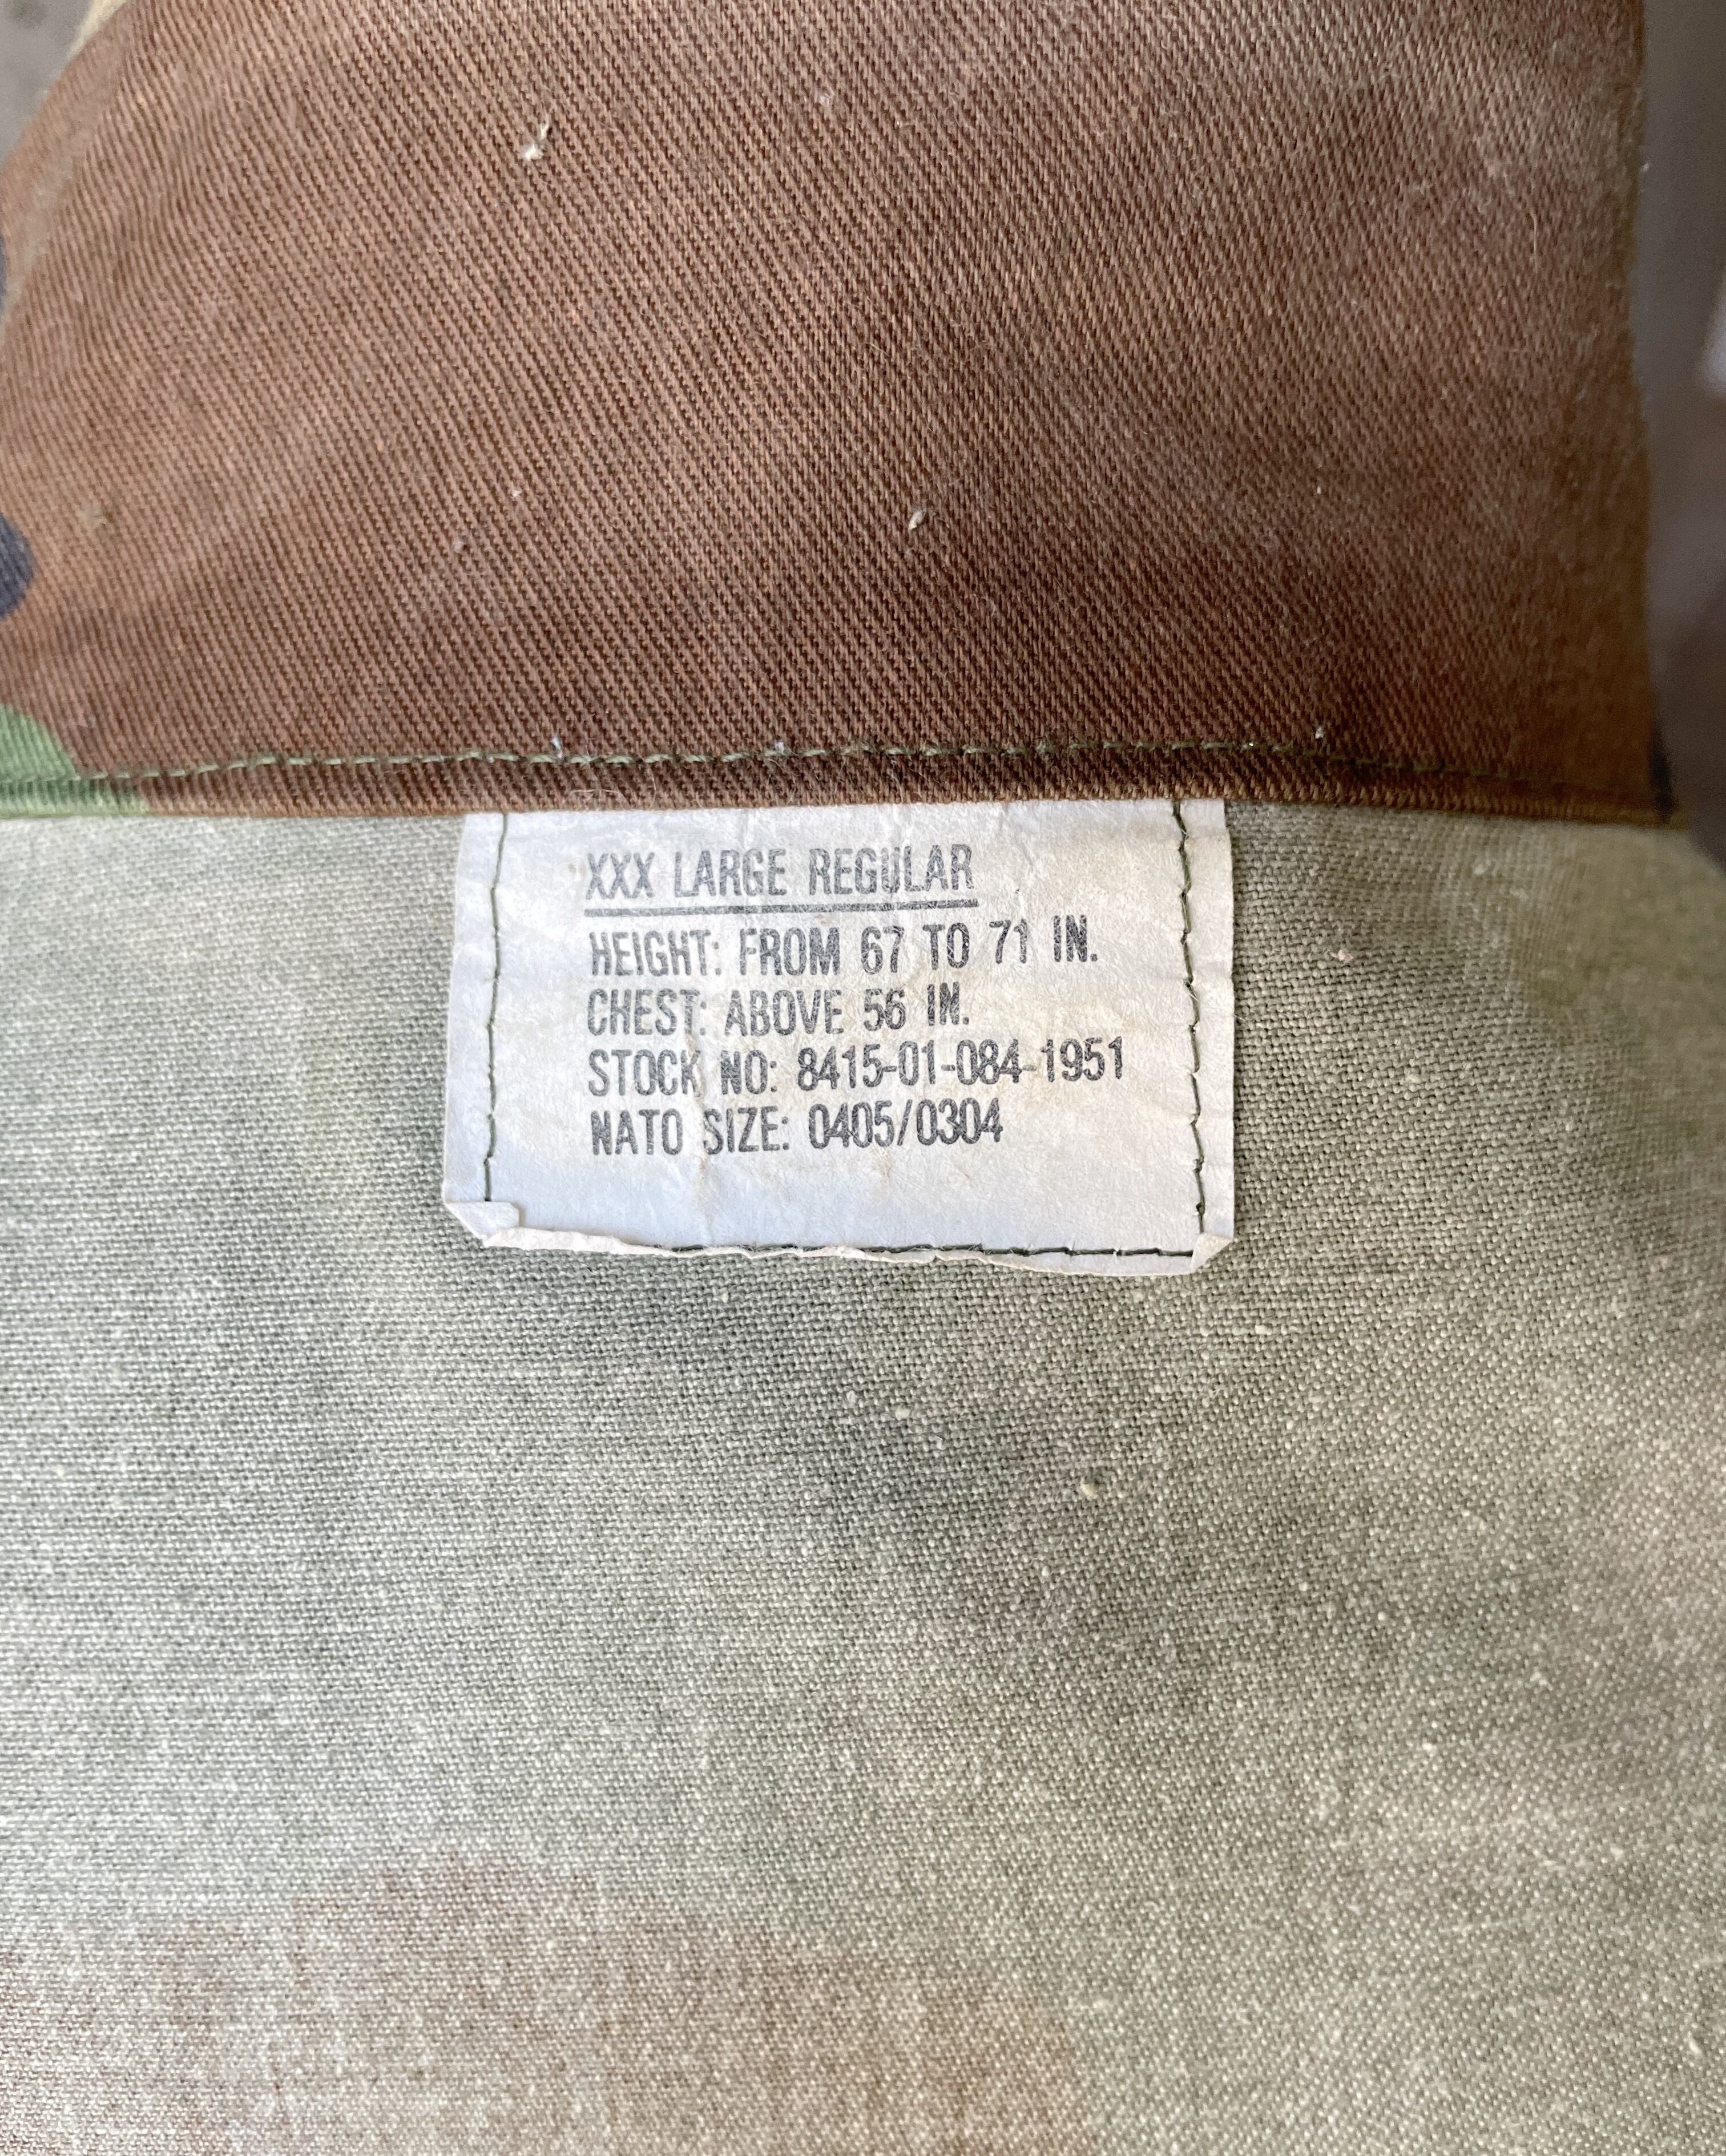 XXX LARGE REGULAR
HEIGHT: FROM 67 TO 71 IN.
CHEST: ABOVE 56 IN.
STOCK NO: 8415-01-084-1951
NATO SIZE: 0405/0304